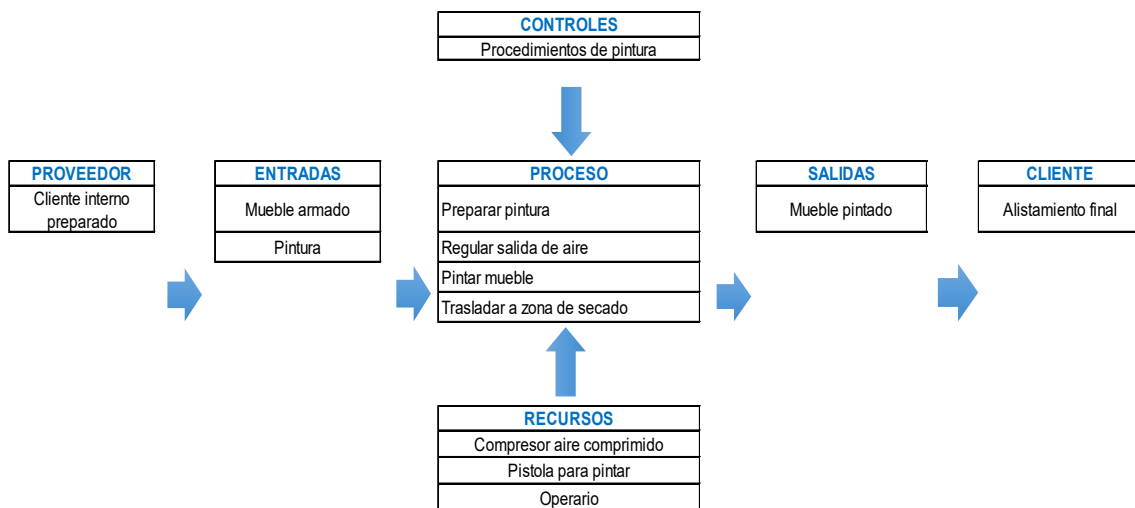 CONTROLES
Procedimientos de pintura
PROVEEDOR
Cliente interno
preparado
ENTRADAS
Mueble armado
Pintura
PROCESO
Preparar pintura
Regular salida de aire
Pintar mueble
Trasladar a zona de secado
SALIDAS
Mueble pintado
CLIENTE
Alistamiento final
RECURSOS
Compresor aire comprimido
Pistola para pintar
Operario